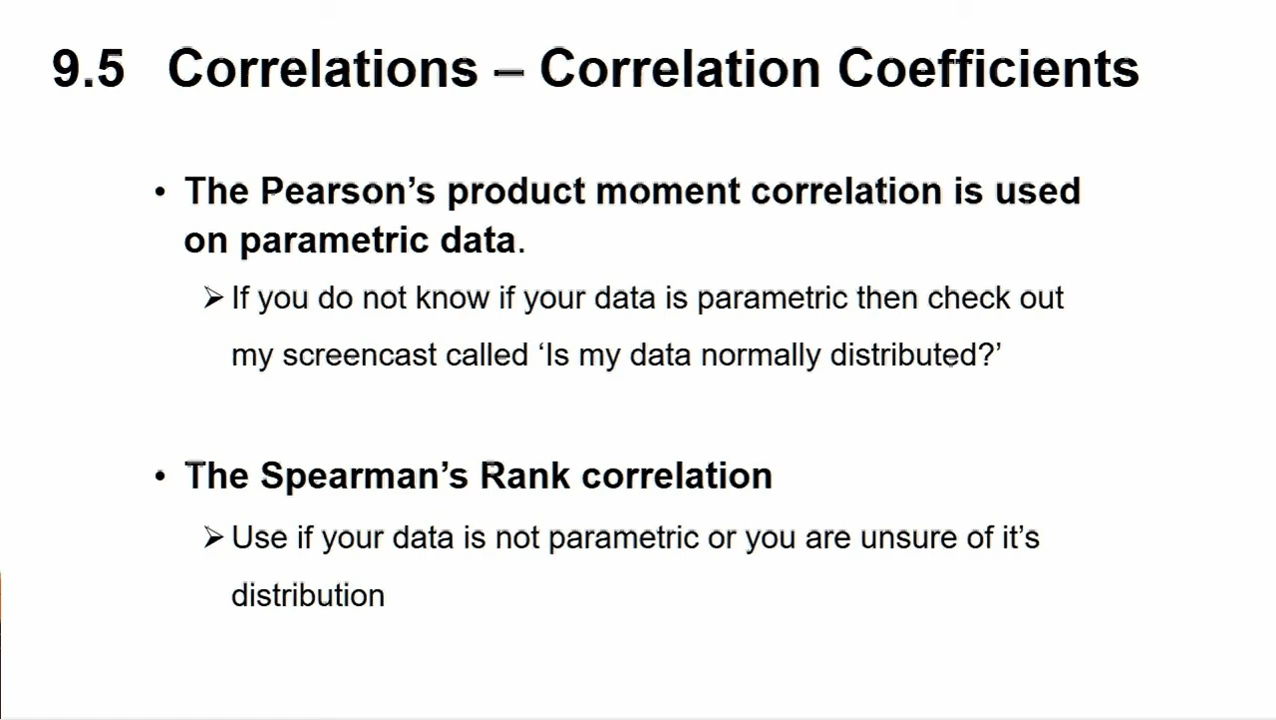 9.5 Correlations – Correlation Coefficients
• The Pearson’s product moment correlation is used
on parametric data.
➢ If you do not know if your data is parametric then check out
my screencast called ‘Is my data normally distributed?’
• The Spearman’s Rank correlation
➢ Use if your data is not parametric or you are unsure of it’s
distribution